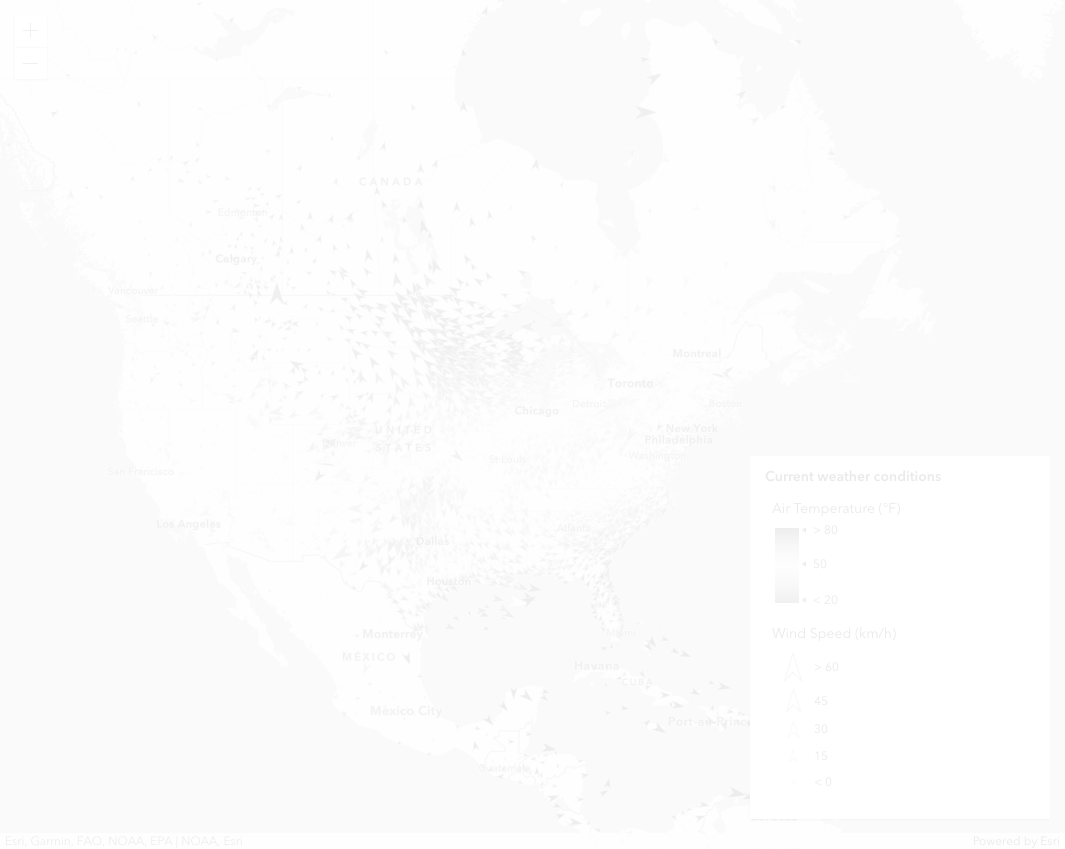 +
−
CANADA
Edmonton
Calgary
Vancouver
Seattle
Montreal
Toronto
Detroit
Boston
Chicago
New York
Philadelphia
UNITED
STATES
St Louis
Washington
San Francisco
Los Angeles
Atlanta
Dallas
Houston
Monterrey
Miami
MÉXICO
Havana
CUBA
Mexico City
Port-au-Princ
Guatemala
Current weather conditions
Air Temperature (°F)
> 80
50
< 20
Wind Speed (km/h)
> 60
45
30
15
< 0
Esri, Garmin, FAO, NOAA, EPA | NOAA, Esri
Powered by Esri